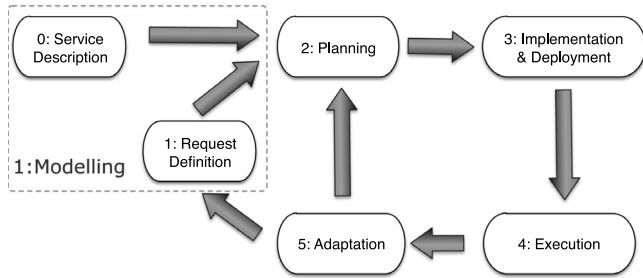 0: Service
Description
2: Planning
3: Implementation
& Deployment
1: Request
Definition
1:Modelling
5: Adaptation
4: Execution